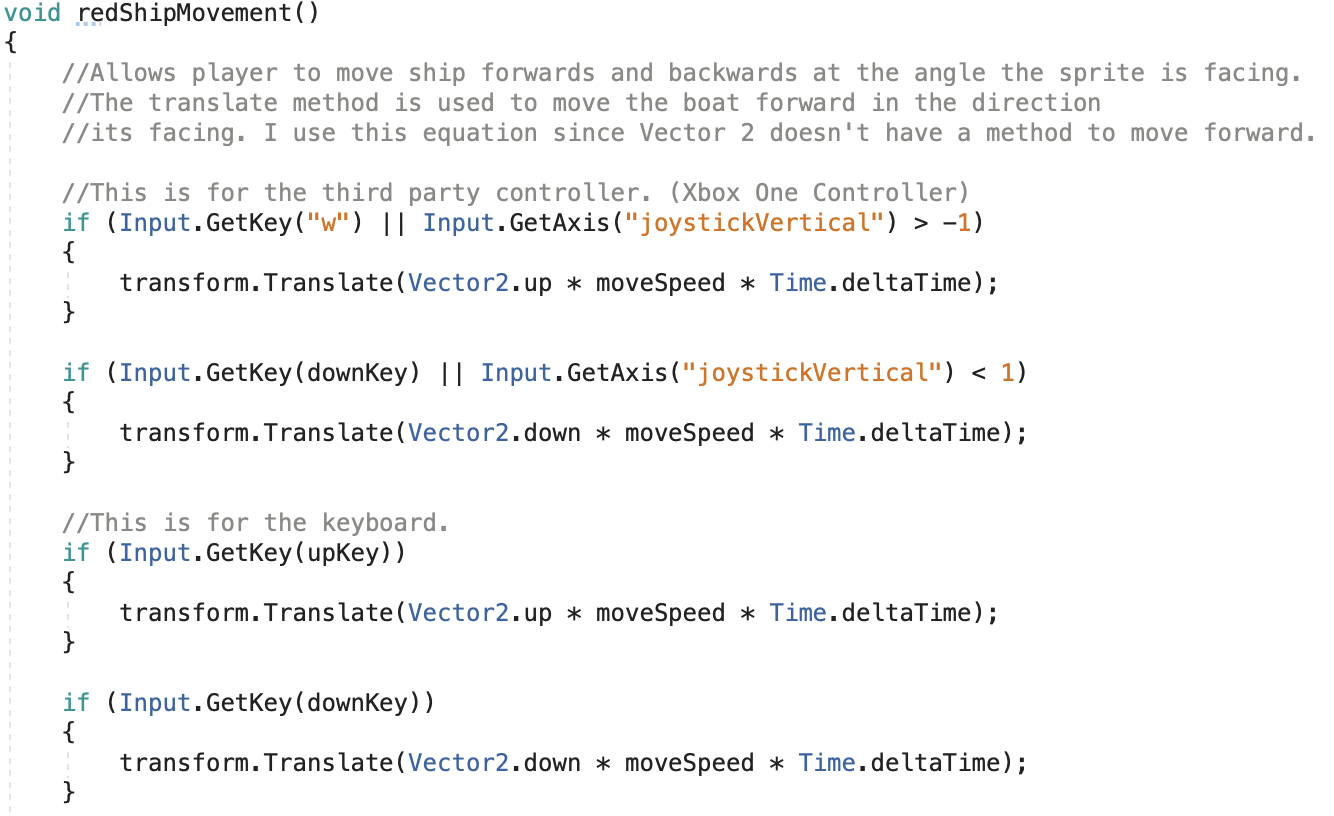 void redShipMovement()
{
    //Allows player to move ship forwards and backwards at the angle the sprite is facing.
    //The translate method is used to move the boat forward in the direction
    //its facing. I use this equation since Vector 2 doesn't have a method to move forward.

    //This is for the third party controller. (Xbox One Controller)
    if (Input.GetKey("w") || Input.GetAxis("joystickVertical") > -1)
    {
        transform.Translate(Vector2.up * moveSpeed * Time.deltaTime);
    }

    if (Input.GetKey(downKey) || Input.GetAxis("joystickVertical") < 1)
    {
        transform.Translate(Vector2.down * moveSpeed * Time.deltaTime);
    }

    //This is for the keyboard.
    if (Input.GetKey(upKey))
    {
        transform.Translate(Vector2.up * moveSpeed * Time.deltaTime);
    }

    if (Input.GetKey(downKey))
    {
        transform.Translate(Vector2.down * moveSpeed * Time.deltaTime);
    }